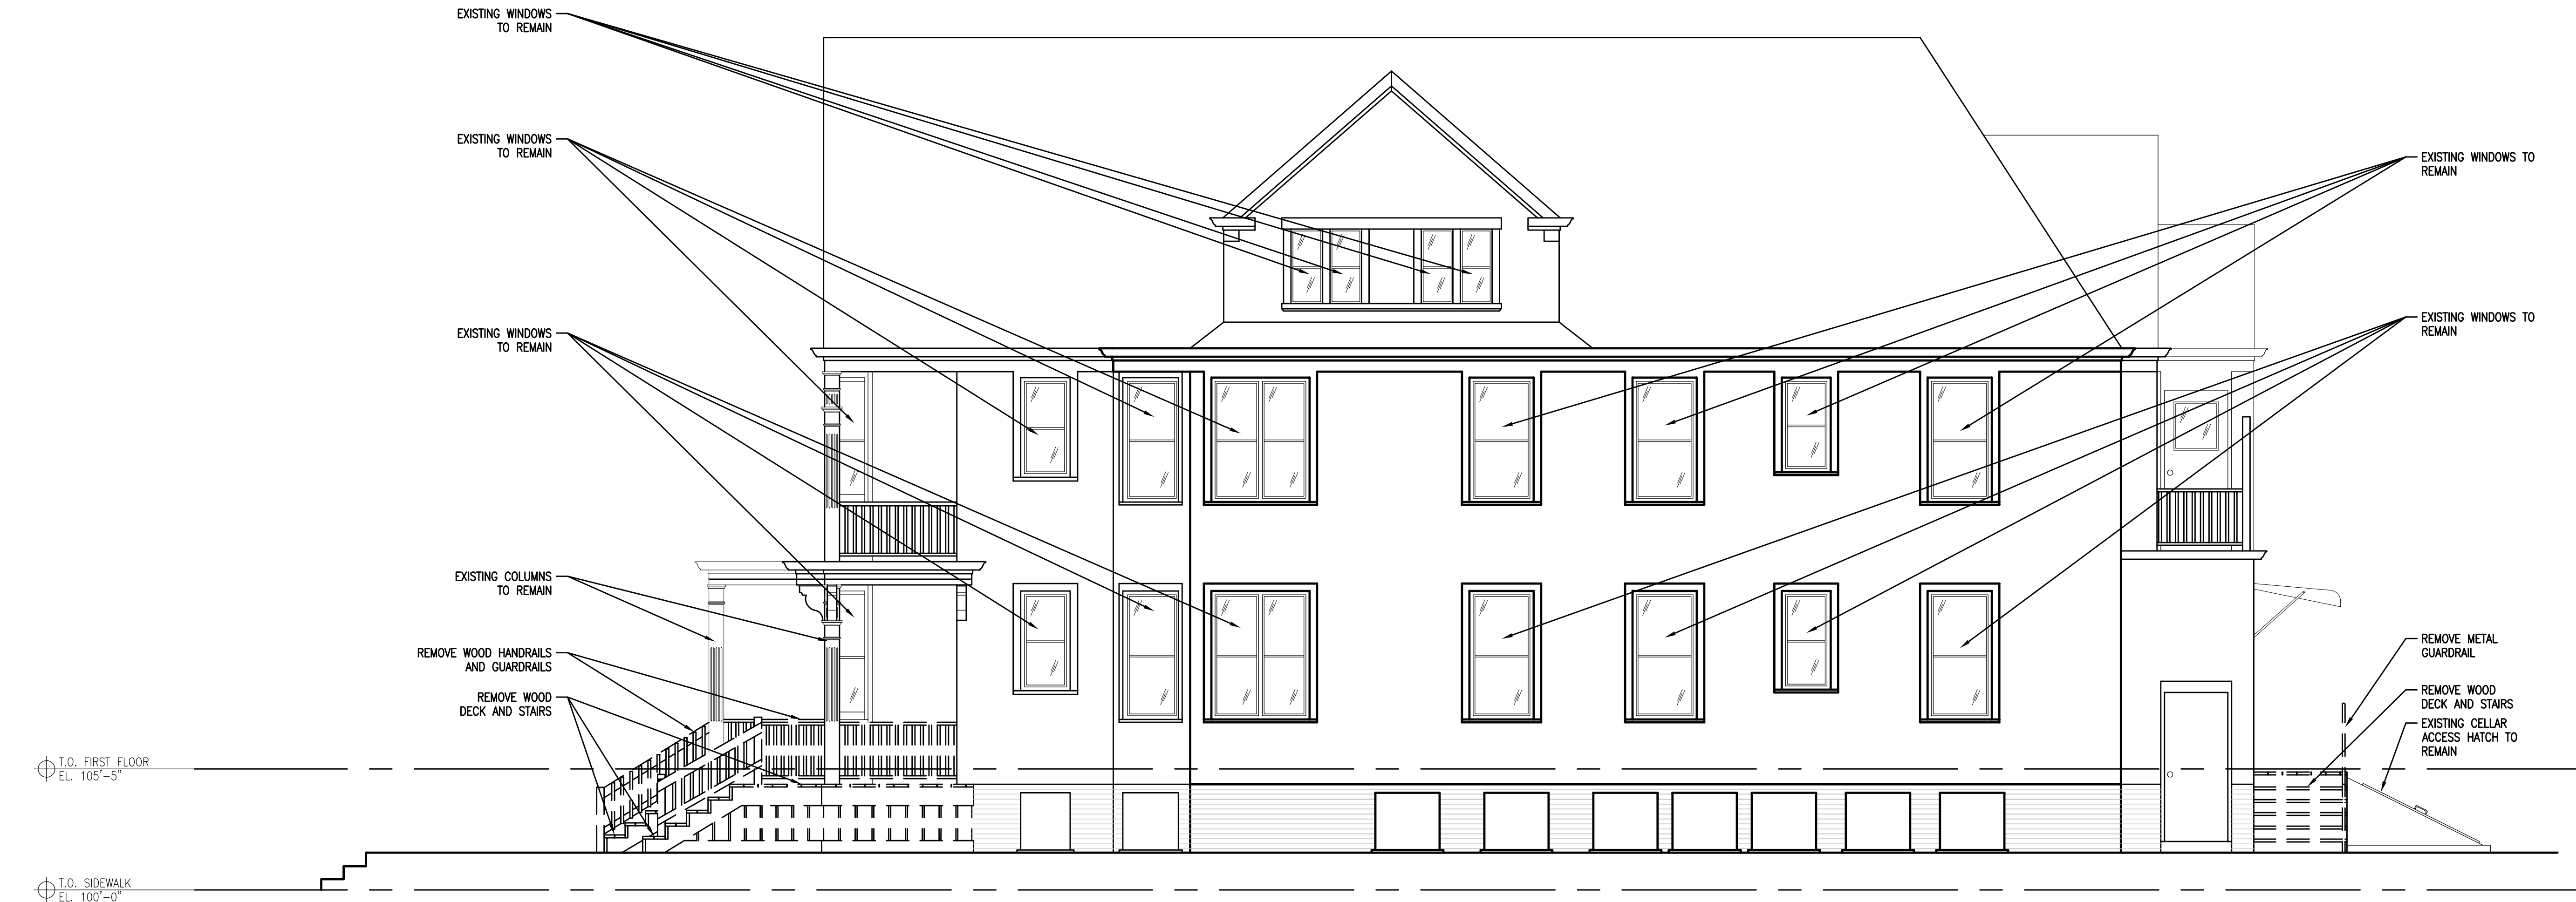 EXISTING WINDOWS
TO REMAIN
EXISTING WINDOWS
TO REMAIN
EXISTING WINDOWS TO
REMAIN
EXISTING WINDOWS
TO REMAIN
EXISTING WINDOWS TO
REMAIN
EXISTING COLUMNS
TO REMAIN
REMOVE WOOD HANDRAILS
AND GUARDRAILS
REMOVE WOOD
DECK AND STAIRS
REMOVE METAL
GUARDRAIL
REMOVE WOOD
DECK AND STAIRS
EXISTING CELLAR
ACCESS HATCH TO
REMAIN
T.O. FIRST FLOOR
EL. 105'-5"
T.O. SIDEWALK
EL. 100'-0"